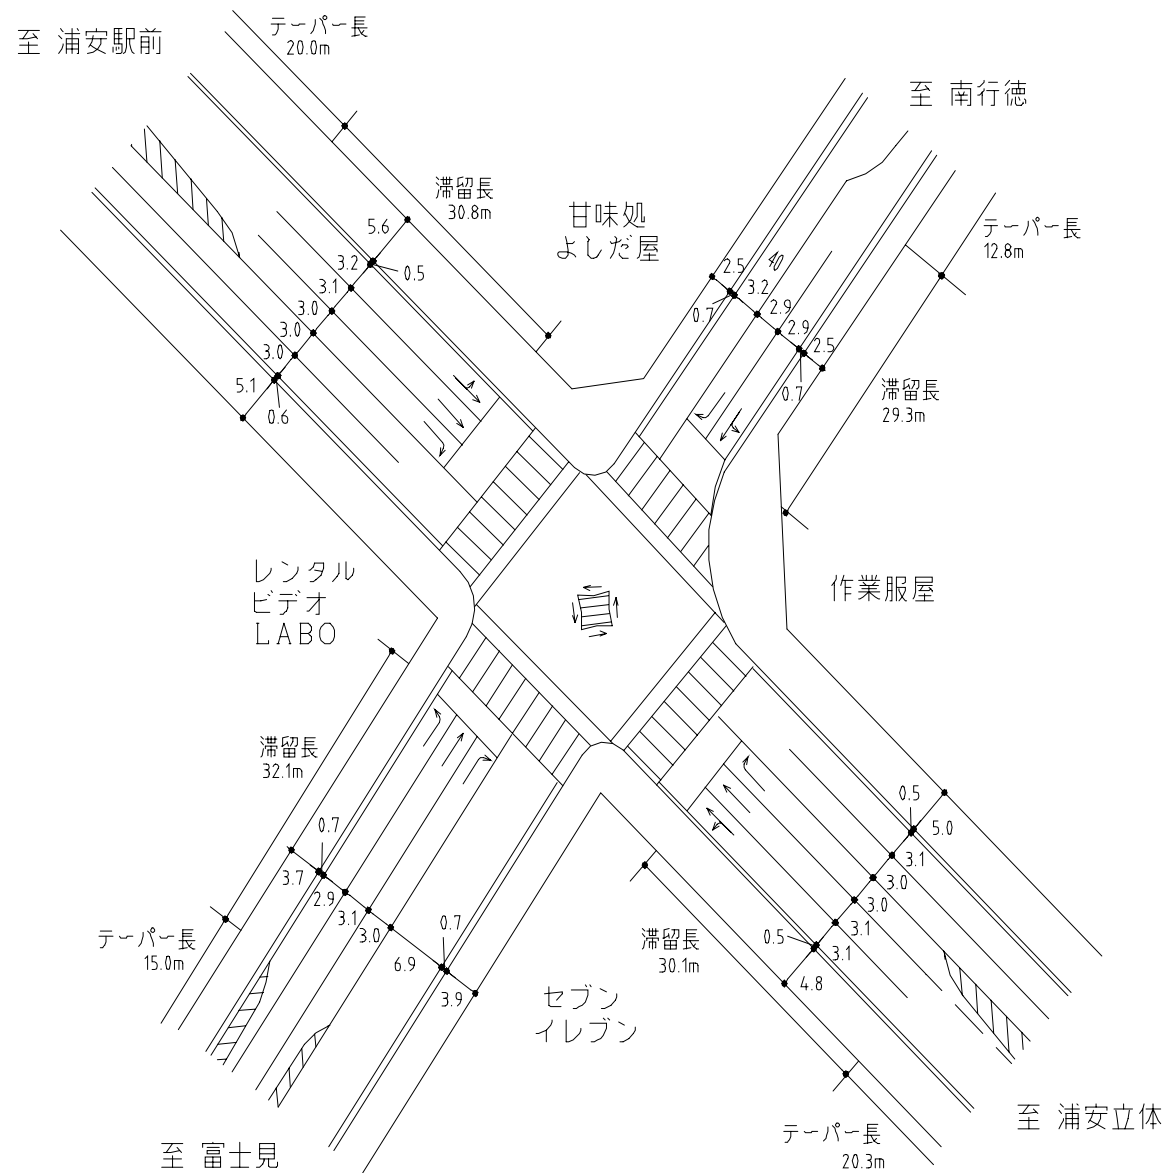 至 浦安駅前
テーパー長
20.0m
至 南行徳
滞留長
30.8m
甘味処
よしだ屋
テーパー長
12.8m
5.6
3.2
0.5
3.1
3.0
3.0
3.0
5.1
0.6
2.5
40
3.2
0.7
2.9
2.9
2.5
0.7
滞留長
29.3m
レンタル
ビデオ
LABO
作業服屋
滞留長
32.1m
0.7
3.7
2.9
3.1
3.0
0.7
6.9
3.9
テーパー長
15.0m
0.5
5.0
3.1
3.0
3.0
3.1
0.5
3.1
4.8
滞留長
30.1m
セブン
イレブン
至 浦安立体
テーパー長
20.3m
至 富士見